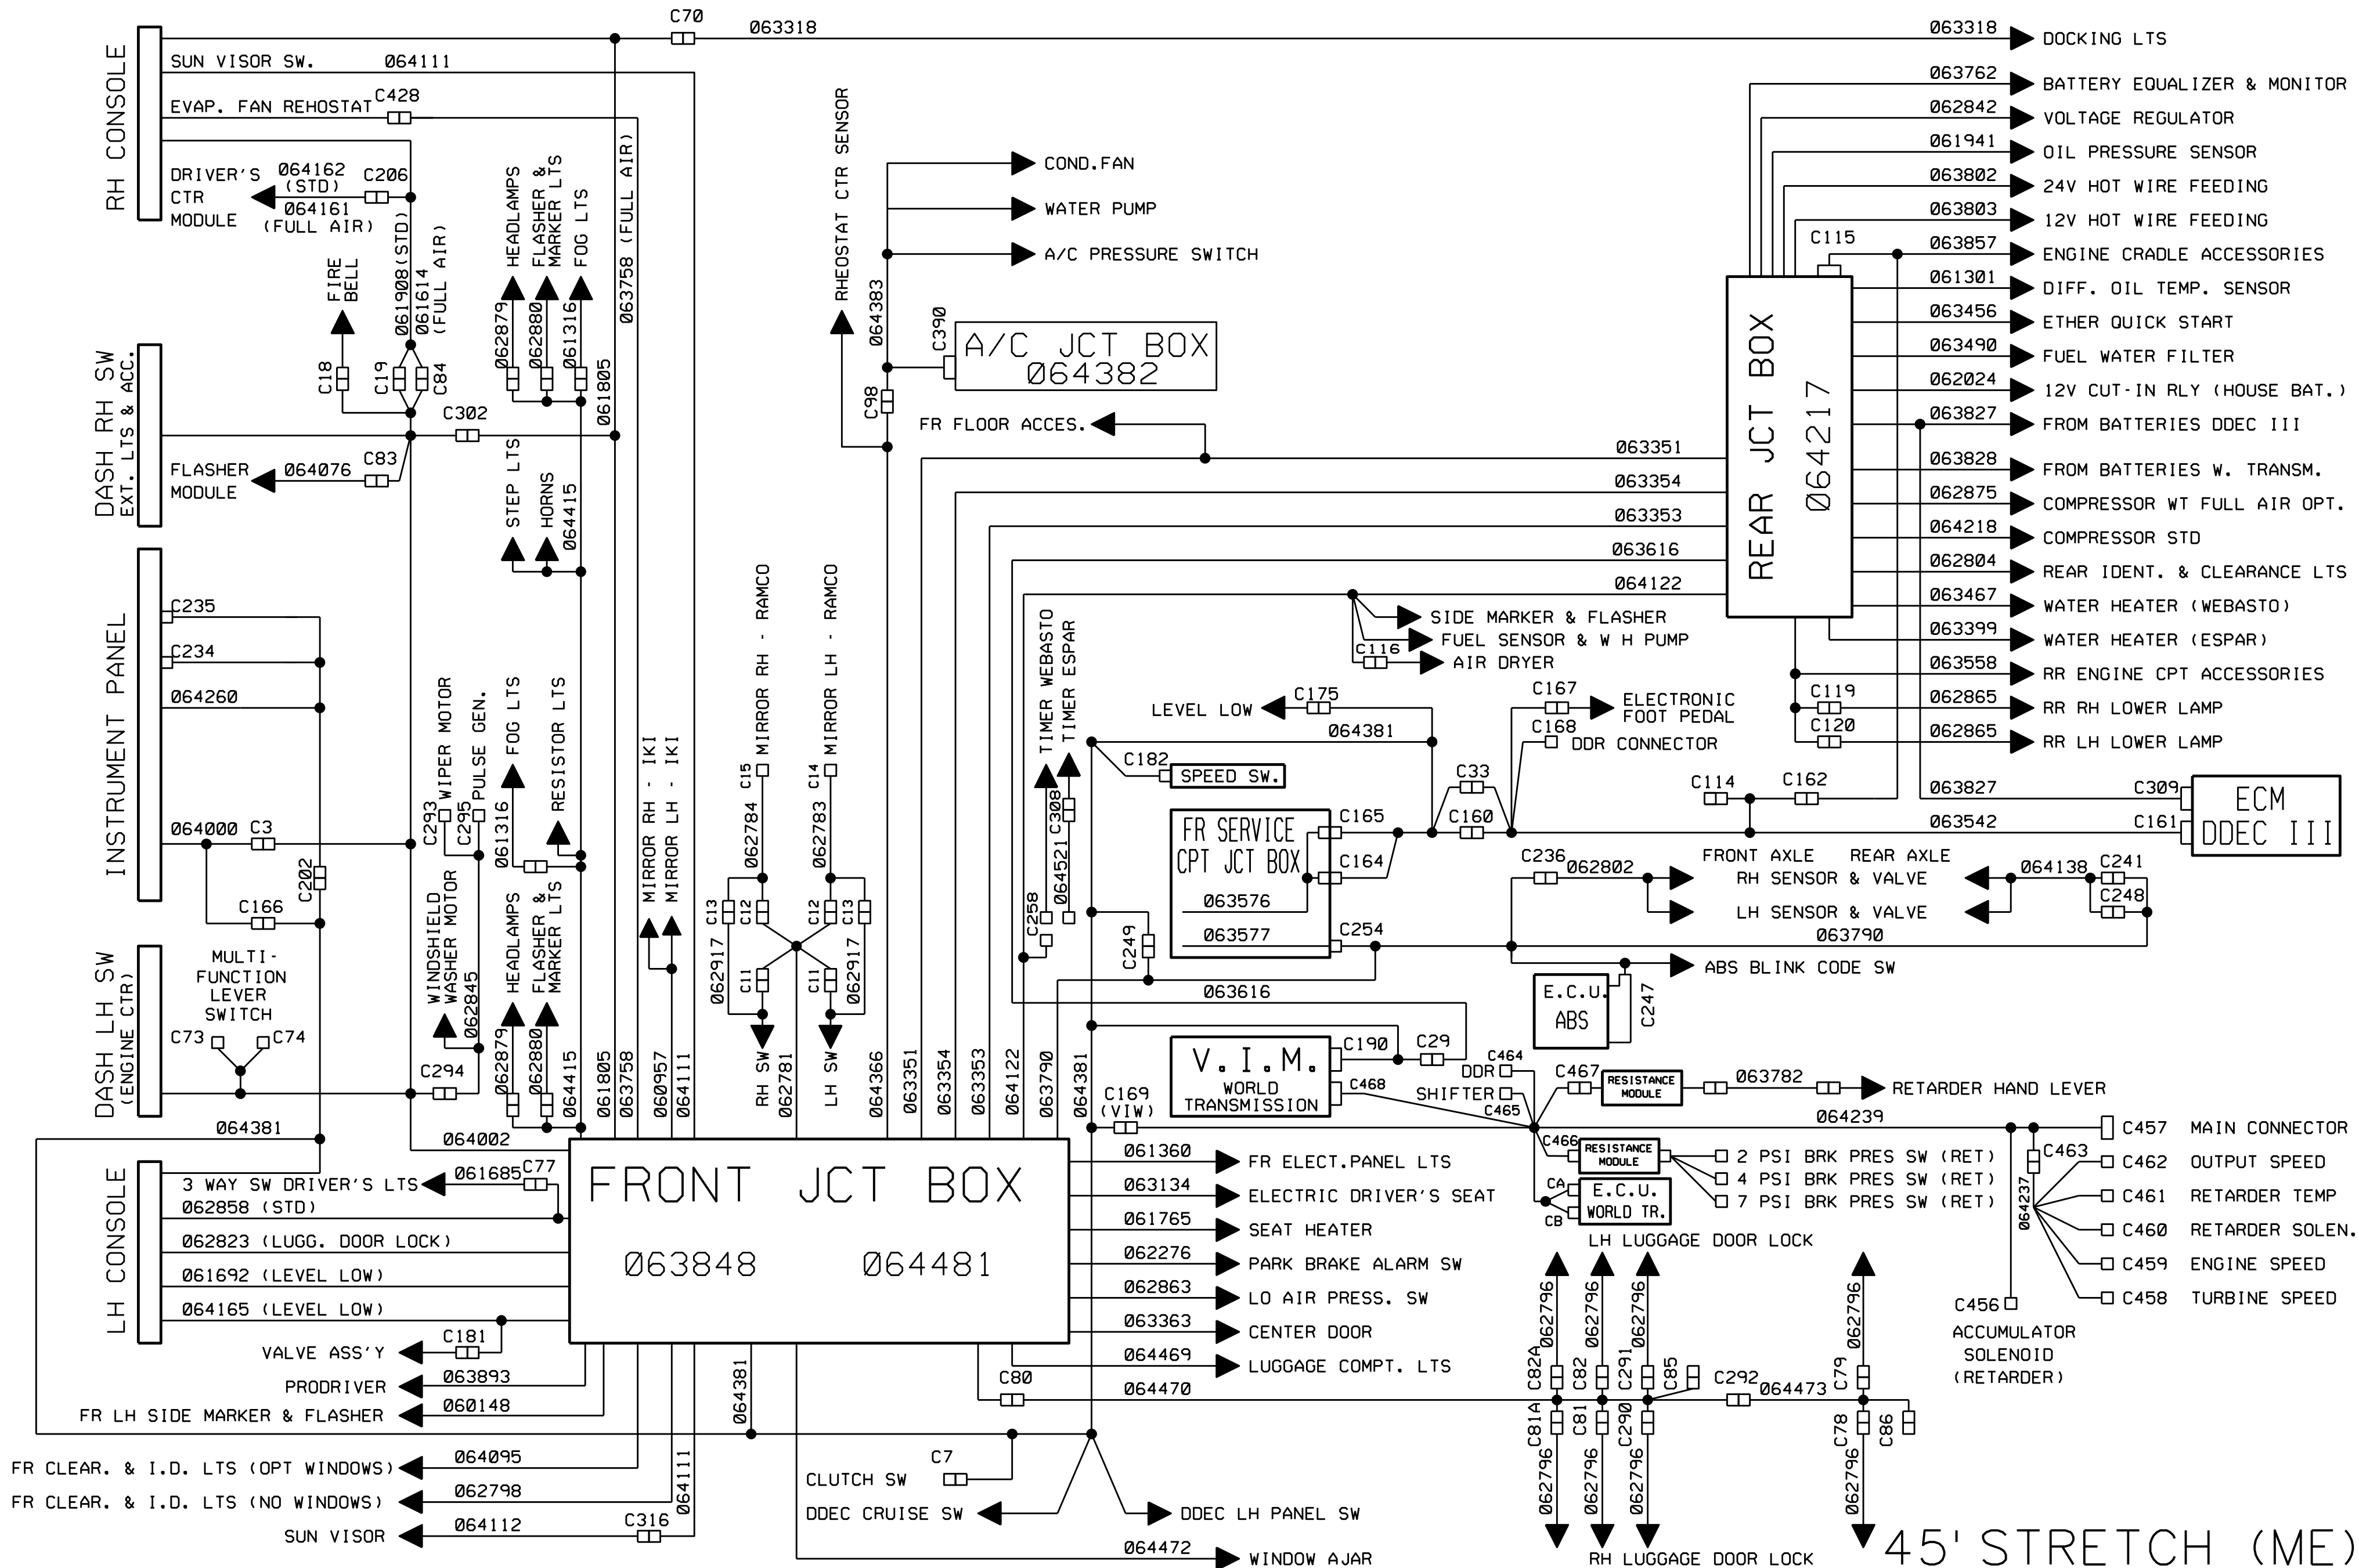 C70
063318
063318
DOCKING LTS
RH CONSOLE
SUN VISOR SW.
064111
EVAP. FAN REHOSTAT
C428
DRIVER'S
CTR
MODULE
064162
(STD)
064161
(FULL AIR)
C206
061908(STD)
061614
(FULL AIR)
FIRE
BELL
C18
C19
C84
HEADLAMPS
FLASHER &
MARKER LTS
FOG LTS
062879
062880
061316
061805
063758 (FULL AIR)
DASH RH SW
EXT. LTS & ACC.
C302
FLASHER
MODULE
064076
C83
STEP LTS
HORNS
064415
RHEOSTAT CTR SENSOR
COND.FAN
WATER PUMP
A/C PRESSURE SWITCH
064383
C390
A/C JCT BOX
064382
C98
FR FLOOR ACCES.
063351
063354
063353
063616
064122
REAR JCT BOX
064217
C115
063762
BATTERY EQUALIZER & MONITOR
062842
VOLTAGE REGULATOR
061941
OIL PRESSURE SENSOR
063802
24V HOT WIRE FEEDING
063803
12V HOT WIRE FEEDING
063857
ENGINE CRADLE ACCESSORIES
061301
DIFF. OIL TEMP. SENSOR
063456
ETHER QUICK START
063490
FUEL WATER FILTER
062024
12V CUT-IN RLY (HOUSE BAT.)
063827
FROM BATTERIES DDEC III
063828
FROM BATTERIES W. TRANSM.
062875
COMPRESSOR WT FULL AIR OPT.
064218
COMPRESSOR STD
062804
REAR IDENT. & CLEARANCE LTS
063467
WATER HEATER (WEBASTO)
063399
WATER HEATER (ESPAR)
063558
RR ENGINE CPT ACCESSORIES
C119
062865
RR RH LOWER LAMP
C120
062865
RR LH LOWER LAMP
INSTRUMENT PANEL
C235
C234
064260
064000
C3
C166
C202
WIPER MOTOR
PULSE GEN.
C293
C295
WINDSHIELD
WASHER MOTOR
062845
FOG LTS
061316
RESISTOR LTS
HEADLAMPS
FLASHER &
MARKER LTS
062879
062880
064415
061805
063758
060957
064111
MIRROR RH - IKI
MIRROR LH - IKI
MIRROR RH - RAMCO
MIRROR LH - RAMCO
C15
C14
062784
062783
C13
C12
C12
C13
062917
C11
C11
062917
RH SW
062781
LH SW
064366
063351
063354
063353
064122
063790
064381
SIDE MARKER & FLASHER
FUEL SENSOR & W H PUMP
C116
AIR DRYER
TIMER WEBASTO
TIMER ESPAR
C308
064521
C258
LEVEL LOW
C175
064381
C182
SPEED SW.
C167
ELECTRONIC
FOOT PEDAL
C168
DDR CONNECTOR
C33
C160
C114
C162
FR SERVICE
CPT JCT BOX
C165
C164
063576
063577
C254
C249
063827
C309
063542
C161
ECM
DDEC III
C236
062802
FRONT AXLE
REAR AXLE
RH SENSOR & VALVE
LH SENSOR & VALVE
064138
C241
C248
063790
ABS BLINK CODE SW
E.C.U.
ABS
C247
063616
V.I.M.
WORLD
TRANSMISSION
C190
C29
C468
C464
DDR
SHIFTER
C465
C169
(VIW)
C467
RESISTANCE
MODULE
063782
RETARDER HAND LEVER
064239
C457 MAIN CONNECTOR
C466
RESISTANCE
MODULE
2 PSI BRK PRES SW (RET)
4 PSI BRK PRES SW (RET)
7 PSI BRK PRES SW (RET)
CA
CB
E.C.U.
WORLD TR.
C463
064237
C462 OUTPUT SPEED
C461 RETARDER TEMP
C460 RETARDER SOLEN.
C459 ENGINE SPEED
C458 TURBINE SPEED
C456
ACCUMULATOR
SOLENOID
(RETARDER)
DASH LH SW
(ENGINE CTR)
MULTI-
FUNCTION
LEVER
SWITCH
C73
C74
C294
064381
064002
LH CONSOLE
3 WAY SW DRIVER'S LTS
061685
C77
062858 (STD)
062823 (LUGG. DOOR LOCK)
061692 (LEVEL LOW)
064165 (LEVEL LOW)
FRONT JCT BOX
063848
064481
061360
FR ELECT.PANEL LTS
063134
ELECTRIC DRIVER'S SEAT
061765
SEAT HEATER
062276
PARK BRAKE ALARM SW
062863
LO AIR PRESS. SW
063363
CENTER DOOR
064469
LUGGAGE COMPT. LTS
C80
064470
LH LUGGAGE DOOR LOCK
062796
062796
062796
062796
C82A
C82
C291
C85
C292
064473
C79
C81A
C81
C290
C78
C86
062796
062796
062796
062796
RH LUGGAGE DOOR LOCK
VALVE ASS'Y
C181
PRODRIVER
063893
FR LH SIDE MARKER & FLASHER
060148
064381
FR CLEAR. & I.D. LTS (OPT WINDOWS)
064095
FR CLEAR. & I.D. LTS (NO WINDOWS)
062798
064111
SUN VISOR
064112
C316
CLUTCH SW
C7
DDEC CRUISE SW
DDEC LH PANEL SW
064472
WINDOW AJAR
45' STRETCH (ME)